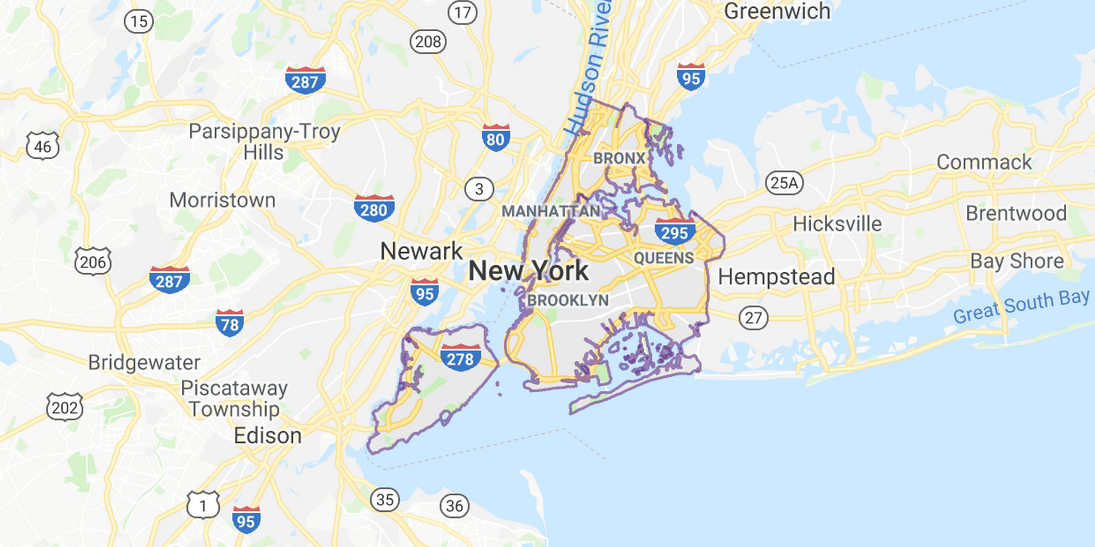 Greenwich
17
15
208
Hudson River
95
287
80
46
Parsippany-Troy
Hills
BRONX
Commack
3
25A
Morristown
280
MANHATTAN
Brentwood
Hicksville
295
Newark
206
QUEENS
Bay Shore
New York
Hempstead
287
95
BROOKLYN
Great South Bay
78
27
278
Bridgewater
Piscataway
Township
202
Edison
1
35
36
95